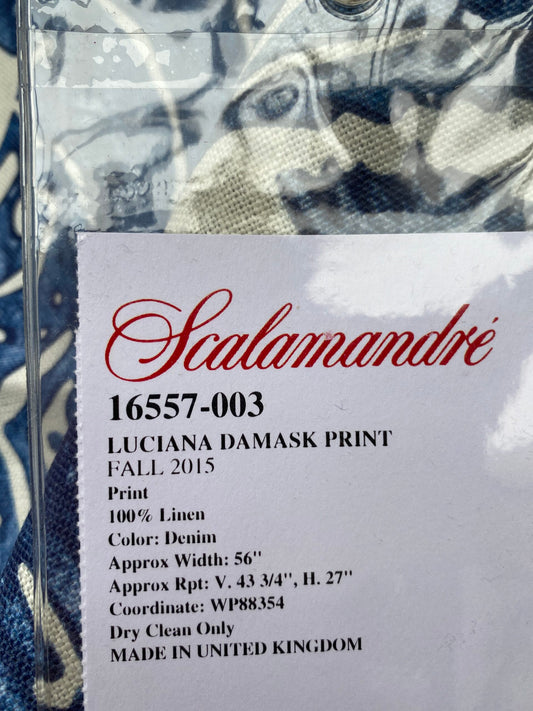 Scalamandré
16557-003
LUCIANA DAMASK PRINT
FALL 2015
Print
100% Linen
Color: Denim
Approx Width: 56"
Approx Rpt: V. 43 3/4", H. 27"
Coordinate: WP88354
Dry Clean Only
MADE IN UNITED KINGDOM